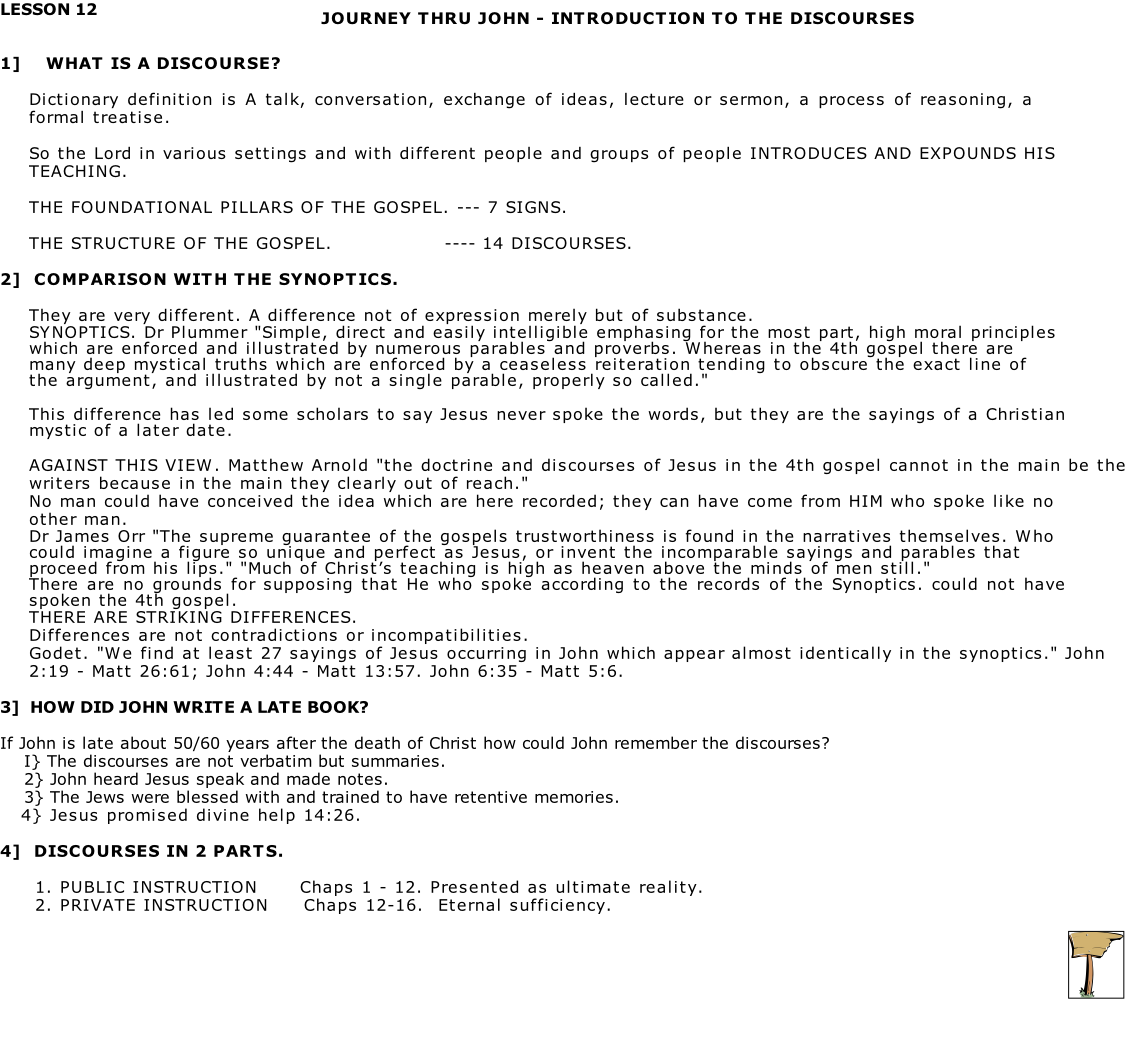 LESSON 12
JOURNEY THRU JOHN - INTRODUCTION TO THE DISCOURSES
1] WHAT IS A DISCOURSE?
Dictionary definition is A talk, conversation, exchange of ideas, lecture or sermon, a process of reasoning, a
formal treatise.
So the Lord in various settings and with different people and groups of people INTRODUCES AND EXPOUNDS HIS
TEACHING.
THE FOUNDATIONAL PILLARS OF THE GOSPEL. --- 7 SIGNS.
THE STRUCTURE OF THE GOSPEL. ---- 14 DISCOURSES.
2] COMPARISON WITH THE SYNOPTICS.
They are very different. A difference not of expression merely but of substance.
SYNOPTICS. Dr Plummer "Simple, direct and easily intelligible emphasing for the most part, high moral principles
which are enforced and illustrated by numerous parables and proverbs. Whereas in the 4th gospel there are
many deep mystical truths which are enforced by a ceaseless reiteration tending to obscure the exact line of
the argument, and illustrated by not a single parable, properly so called."
This difference has led some scholars to say Jesus never spoke the words, but they are the sayings of a Christian
mystic of a later date.
AGAINST THIS VIEW. Matthew Arnold "the doctrine and discourses of Jesus in the 4th gospel cannot in the main be the
writers because in the main they clearly out of reach."
No man could have conceived the idea which are here recorded; they can have come from HIM who spoke like no
other man.
Dr James Orr "The supreme guarantee of the gospels trustworthiness is found in the narratives themselves. Who
could imagine a figure so unique and perfect as Jesus, or invent the incomparable sayings and parables that
proceed from his lips." "Much of Christ’s teaching is high as heaven above the minds of men still."
There are no grounds for supposing that He who spoke according to the records of the Synoptics. could not have
spoken the 4th gospel.
THERE ARE STRIKING DIFFERENCES.
Differences are not contradictions or incompatibilities.
Godet. "We find at least 27 sayings of Jesus occurring in John which appear almost identically in the synoptics." John
2:19 - Matt 26:61; John 4:44 - Matt 13:57. John 6:35 - Matt 5:6.
3] HOW DID JOHN WRITE A LATE BOOK?
If John is late about 50/60 years after the death of Christ how could John remember the discourses?
I} The discourses are not verbatim but summaries.
2} John heard Jesus speak and made notes.
3} The Jews were blessed with and trained to have retentive memories.
4} Jesus promised divine help 14:26.
4] DISCOURSES IN 2 PARTS.
1. PUBLIC INSTRUCTION Chaps 1 - 12. Presented as ultimate reality.
2. PRIVATE INSTRUCTION Chaps 12-16. Eternal sufficiency.